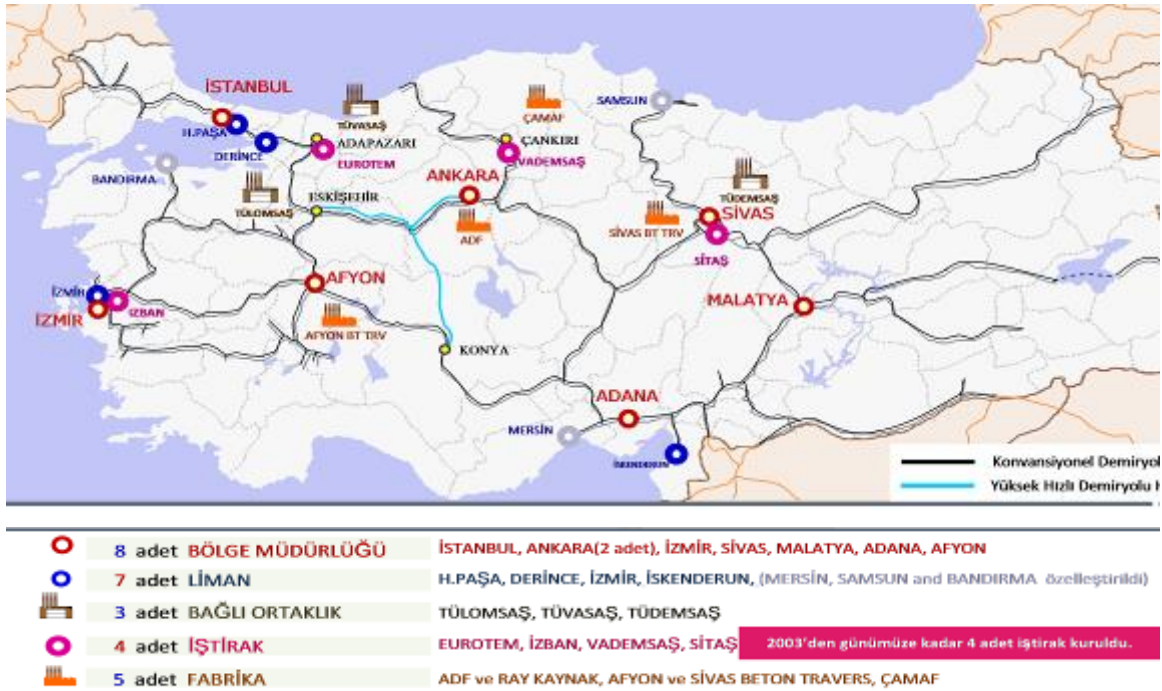 İSTANBUL
H.PAŞA
DERİNCE
TÜVASAŞ
ADAPAZARI
EUROTEM
ÇAMAF
ÇANKIRI
VADEMSAŞ
SAMSUN
BANDIRMA
TÜLOMSAŞ
ESKİŞEHİR
ANKARA
ADF
TÜDEMSAŞ
SİVAS
SİVAS BT TRV
SİTAŞ
İZMİR
İZMİR
IZBAN
AFYON
AFYON BT TRV
KONYA
MALATYA
ADANA
MERSİN
İSKENDERUN
Konvansiyonel Demiryol
Yüksek Hızlı Demiryolu H
8 adet BÖLGE MÜDÜRLÜĞÜ İSTANBUL, ANKARA(2 adet), İZMİR, SİVAS, MALATYA, ADANA, AFYON
7 adet LİMAN H.PAŞA, DERİNCE, İZMİR, İSKENDERUN, (MERSİN, SAMSUN and BANDIRMA özelleştirildi)
3 adet BAĞLI ORTAKLIK TÜLOMSAŞ, TÜVASAŞ, TÜDEMSAŞ
4 adet İŞTİRAK EUROTEM, İZBAN, VADEMSAŞ, SİTAŞ 2003'den günümüze kadar 4 adet iştirak kuruldu.
5 adet FABRİKA ADF ve RAY KAYNAK, AFYON ve SİVAS BETON TRAVERS, ÇAMAF